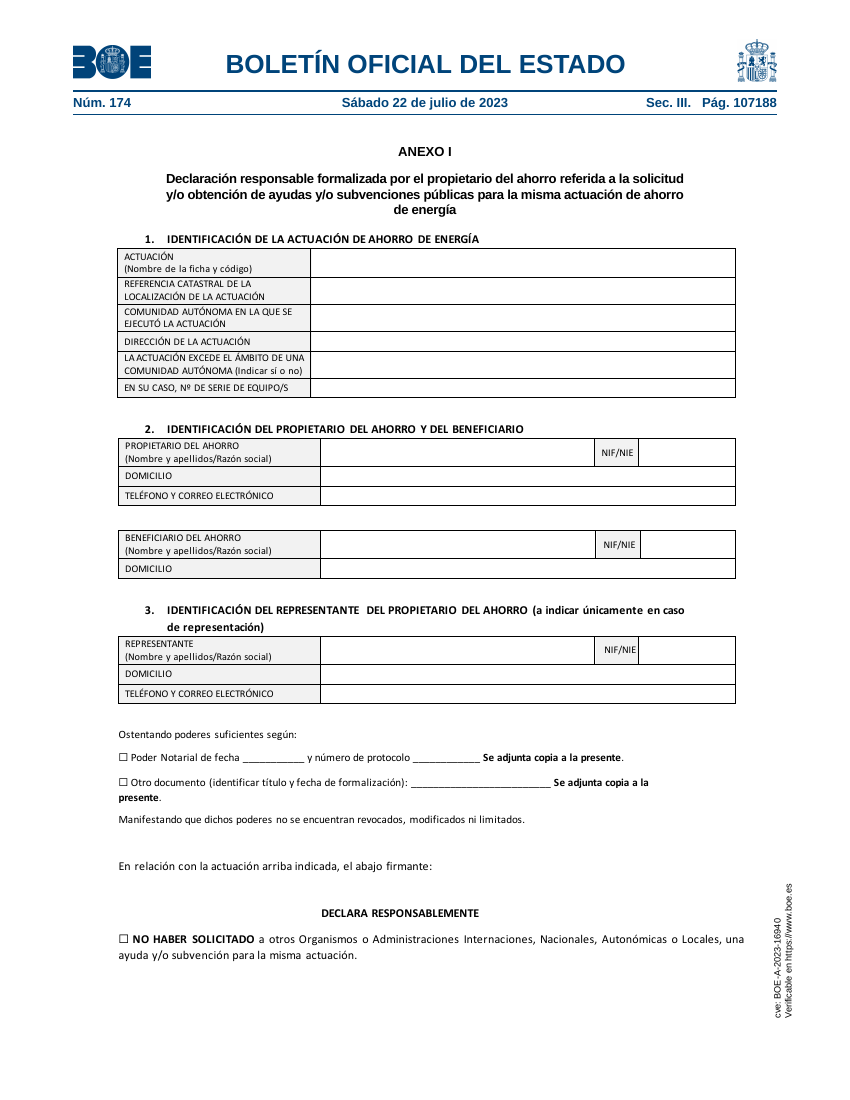 BOE
BOLETÍN OFICIAL DEL ESTADO
Núm. 174 Sábado 22 de julio de 2023 Sec. III. Pág. 107188
ANEXO I
Declaración responsable formalizada por el propietario del ahorro referida a la solicitud
y/o obtención de ayudas y/o subvenciones públicas para la misma actuación de ahorro
de energía
1. IDENTIFICACIÓN DE LA ACTUACIÓN DE AHORRO DE ENERGÍA
ACTUACIÓN
(Nombre de la ficha y código)
REFERENCIA CATASTRAL DE LA
LOCALIZACIÓN DE LA ACTUACIÓN
COMUNIDAD AUTÓNOMA EN LA QUE SE
EJECUTÓ LA ACTUACIÓN
DIRECCIÓN DE LA ACTUACIÓN
LA ACTUACIÓN EXCEDE EL ÁMBITO DE UNA
COMUNIDAD AUTÓNOMA (Indicar sí o no)
EN SU CASO, Nº DE SERIE DE EQUIPO/S
2. IDENTIFICACIÓN DEL PROPIETARIO DEL AHORRO Y DEL BENEFICIARIO
PROPIETARIO DEL AHORRO
(Nombre y apellidos/Razón social)
NIF/NIE
DOMICILIO
TELÉFONO Y CORREO ELECTRÓNICO
BENEFICIARIO DEL AHORRO
(Nombre y apellidos/Razón social)
NIF/NIE
DOMICILIO
3. IDENTIFICACIÓN DEL REPRESENTANTE DEL PROPIETARIO DEL AHORRO (a indicar únicamente en caso
de representación)
REPRESENTANTE
(Nombre y apellidos/Razón social)
NIF/NIE
DOMICILIO
TELÉFONO Y CORREO ELECTRÓNICO
Ostentando poderes suficientes según:
☐ Poder Notarial de fecha ___________ y número de protocolo ____________ Se adjunta copia a la presente.
☐ Otro documento (identificar título y fecha de formalización): _________________________ Se adjunta copia a la
presente.
Manifestando que dichos poderes no se encuentran revocados, modificados ni limitados.
En relación con la actuación arriba indicada, el abajo firmante:
DECLARA RESPONSABLEMENTE
☐ NO HABER SOLICITADO a otros Organismos o Administraciones Internaciones, Nacionales, Autonómicas o Locales, una
ayuda y/o subvención para la misma actuación.
cve: BOE-A-2023-16940
Verificable en https://www.boe.es